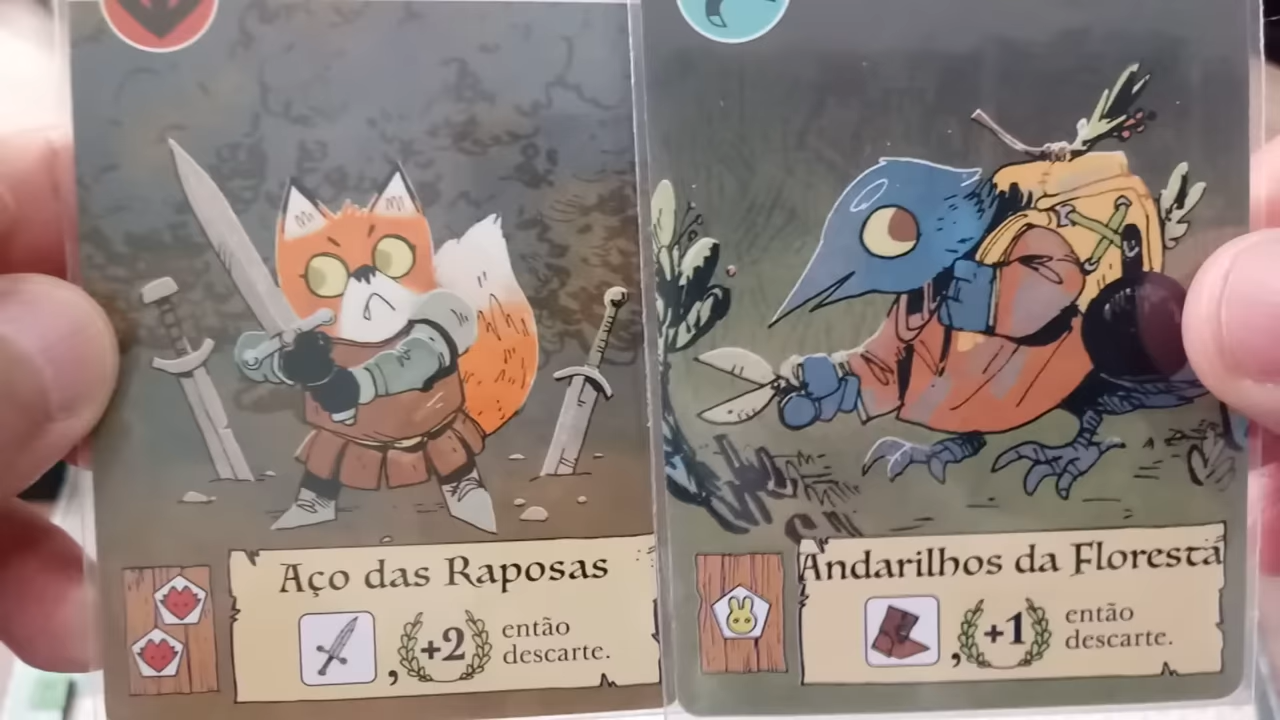 Aço das Raposas
, +2 então
descarte.
Andarilhos da Floresta
, +1 então
descarte.